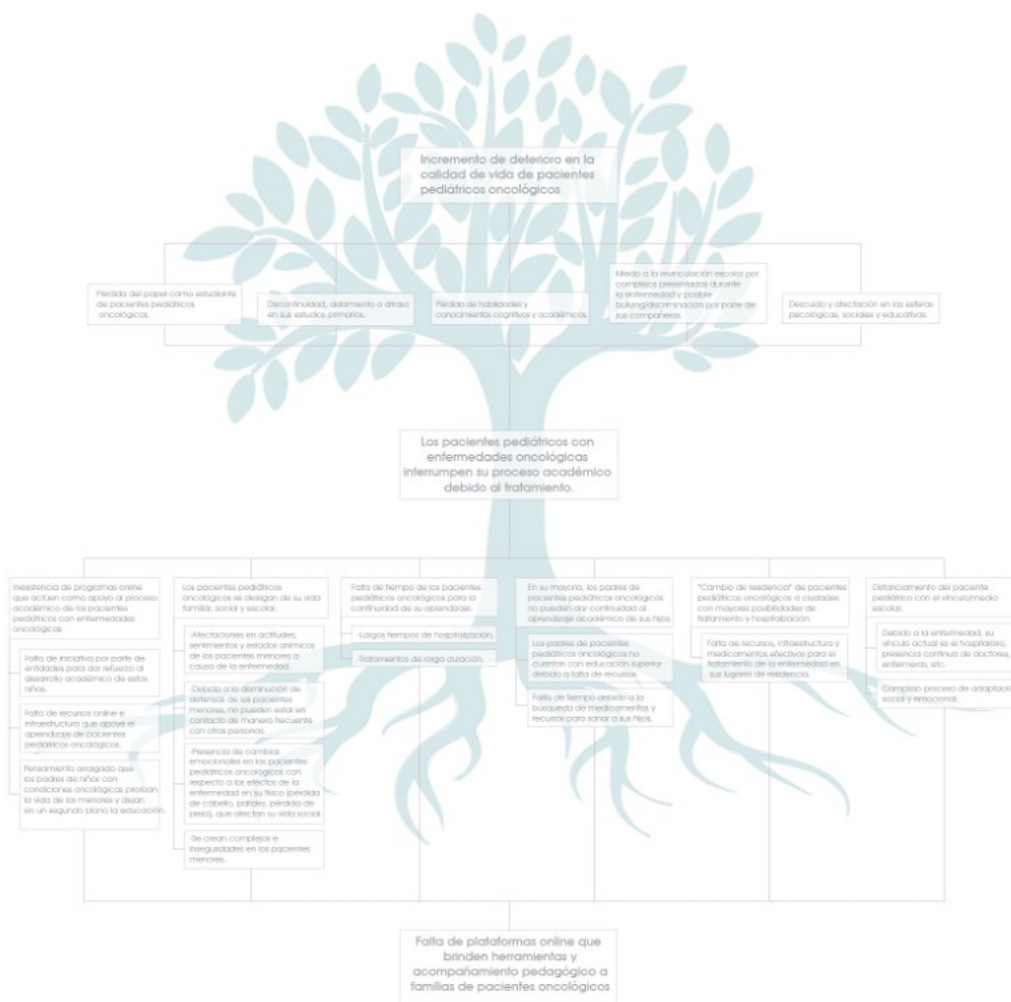 Incremento de deterioro en la
calidad de vida de pacientes
pediátricos oncológicos
Pérdida del papel como estudiante
de pacientes pediátricos
oncológicos.
Discontinuidad, aislamiento o atraso
en sus estudios primarios.
Pérdida de habilidades y
conocimientos cognitivos y académicos.
Miedo a la revinculación escolar por
complejos presentados durante
la enfermedad y posible
bullying/discriminación por parte de
sus compañeros.
Descuido y afectación en las esferas
psicológicas, sociales y educativas.
Los pacientes pediátricos con
enfermedades oncológicas
interrumpen su proceso académico
debido al tratamiento.
Inexistencia de programas online
que actúen como apoyo al proceso
académico de los pacientes
pediátricos con enfermedades
oncológicas
Falta de iniciativa por parte de
entidades para dar refuerzo al
desarrollo académico de estos
niños.
Falta de recursos online e
infraestructura que apoye el
aprendizaje de pacientes
pediátricos oncológicos.
Pensamiento arraigado que
los padres de niños con
condiciones oncológicas priorizan
la vida de los menores y dejan
en un segundo plano la educación.
Los pacientes pediátricos
oncológicos se desligan de su vida
familiar, social y escolar.
-Afectaciones en actitudes,
sentimientos y estados anímicos
de los pacientes menores a
causa de la enfermedad.
-Debido a la diminución de
defensas de los pacientes
menores, no pueden estar en
contacto de manera frecuente
con otras personas.
-Presencia de cambios
emocionales en los pacientes
pediátricos oncológicos con
respecto a los efectos de la
enfermedad en su físico (pérdida
de cabello, palidez, pérdida de
peso), que afectan su vida social.
-Se crean complejos e
inseguridades en los pacientes
menores.
Falta de tiempo de los pacientes
pediátricos oncológicos para la
continuidad de su aprendizaje.
-Largos tiempos de hospitalización.
-Tratamientos de larga duración.
En su mayoría, los padres de
pacientes pediátricos oncológicos
no pueden dar continuidad al
aprendizaje académico de sus hijos.
Los padres de pacientes
pediátricos oncológicos no
cuentan con educación superior
debido a falta de recursos.
Falta de tiempo debido a la
búsqueda de medicamentos y
recursos para sanar a sus hijos.
"Cambio de residencia" de pacientes
pediátricos oncológicos a ciudades
con mayores posibilidades de
tratamiento y hospitalización.
Falta de recursos, infraestructura y
medicamentos efectivos para el
tratamiento de la enfermedad en
sus lugares de residencia.
Distanciamiento del paciente
pediátrico con el vínculo/medio
escolar.
Debido a la enfermedad, su
vínculo actual es el hospitalario,
presencia continua de doctores,
enfermeras, etc.
Complejo proceso de adaptación
social y emocional.
Falta de plataformas online que
brinden herramientas y
acompañamiento pedagógico a
familias de pacientes oncológicos